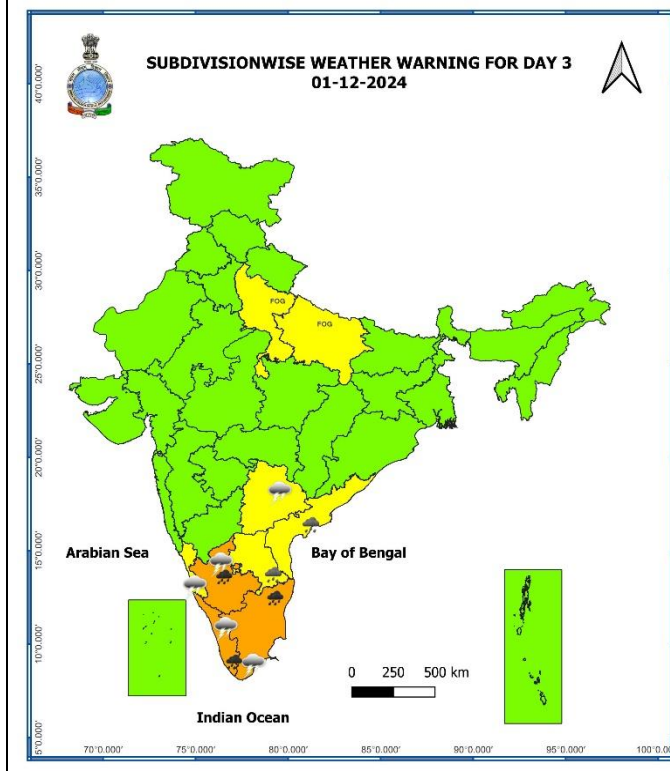 SUBDIVISIONWISE WEATHER WARNING FOR DAY 3
01-12-2024
40°0.000'
35°0.000'
30°0.000'
25°0.000'
20°0.000'
15°0.000'
10°0.000'
5°0.000'
FOG
FOG
Arabian Sea
Bay of Bengal
0 250 500 km
Indian Ocean
70°0.000' 75°0.000' 80°0.000' 85°0.000' 90°0.000' 95°0.000' 100°0.0